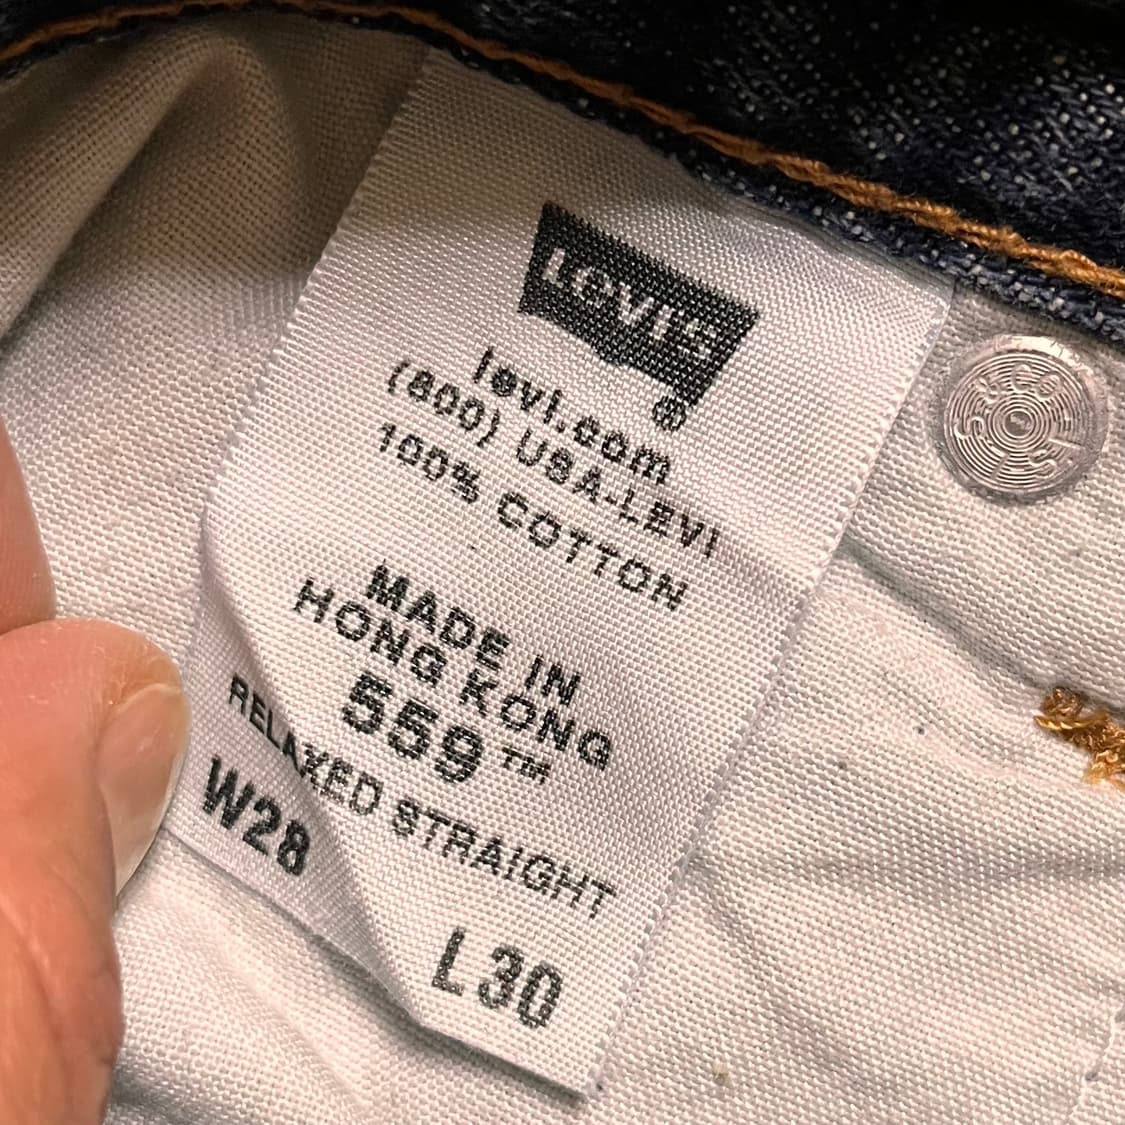 LEVI'S
®
levi.com
(800) USA-LEVI
100% COTTON
MADE IN
HONG KONG
559™
RELAXED STRAIGHT
W28
L30